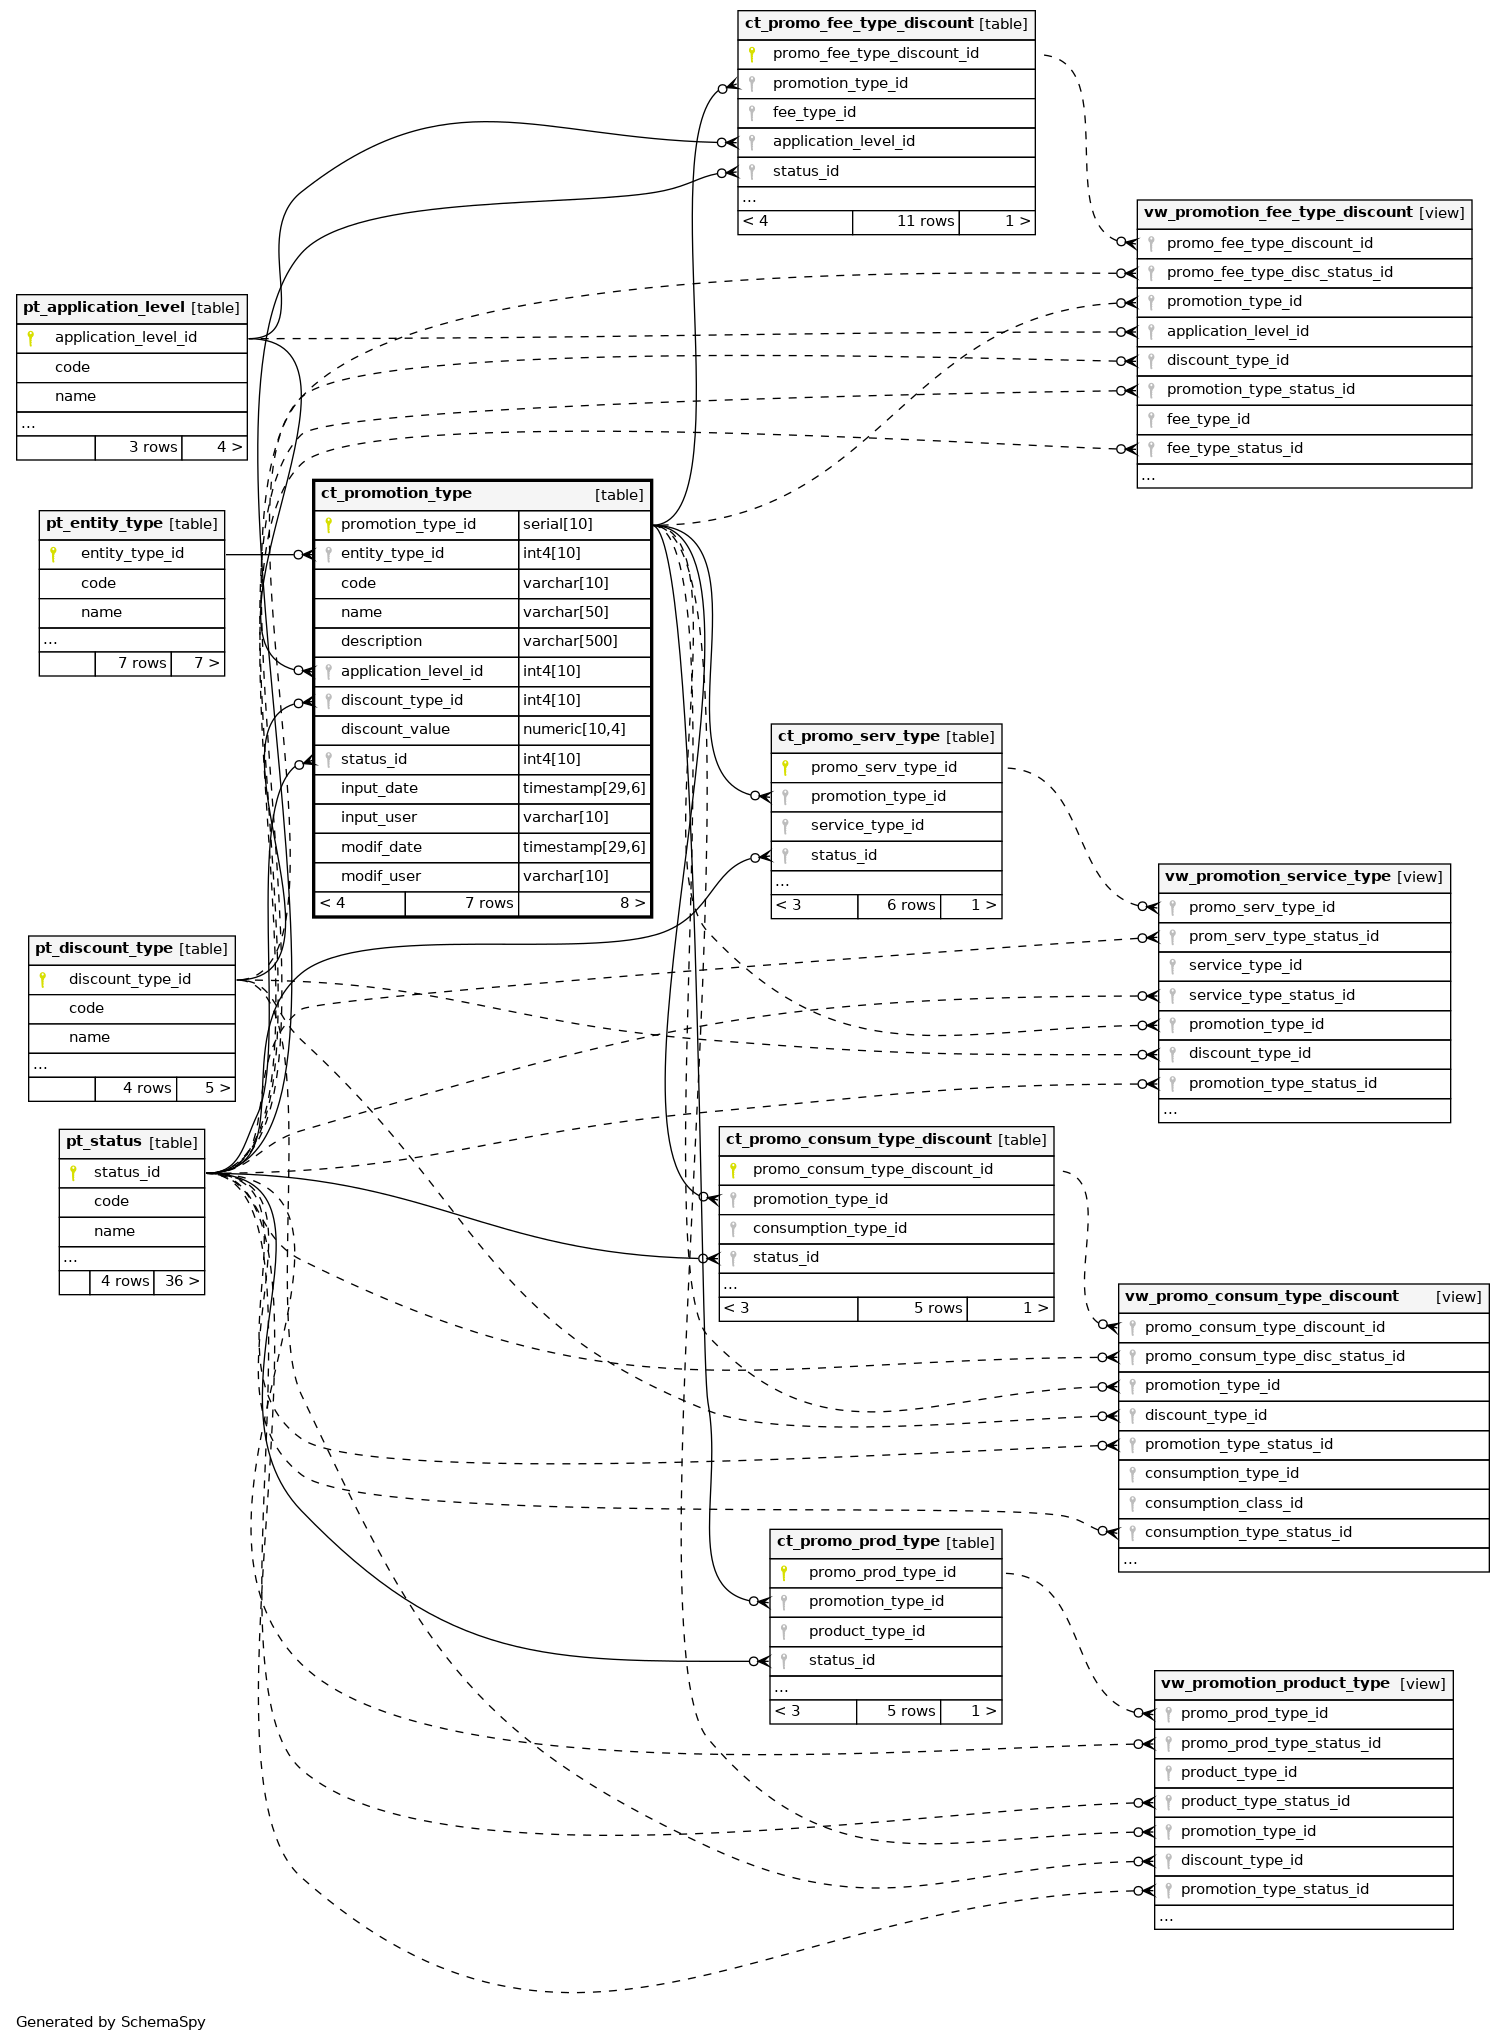 ct_promo_fee_type_discount [table]
promo_fee_type_discount_id
promotion_type_id
fee_type_id
application_level_id
status_id
...
< 4 11 rows 1 >
vw_promotion_fee_type_discount [view]
promo_fee_type_discount_id
promo_fee_type_disc_status_id
promotion_type_id
application_level_id
discount_type_id
promotion_type_status_id
fee_type_id
fee_type_status_id
...
pt_application_level [table]
application_level_id
code
name
...
3 rows 4 >
ct_promotion_type [table]
promotion_type_id serial[10]
entity_type_id int4[10]
code varchar[10]
name varchar[50]
description varchar[500]
application_level_id int4[10]
discount_type_id int4[10]
discount_value numeric[10,4]
status_id int4[10]
input_date timestamp[29,6]
input_user varchar[10]
modif_date timestamp[29,6]
modif_user varchar[10]
< 4 7 rows 8 >
pt_entity_type [table]
entity_type_id
code
name
...
7 rows 7 >
ct_promo_serv_type [table]
promo_serv_type_id
promotion_type_id
service_type_id
status_id
...
< 3 6 rows 1 >
vw_promotion_service_type [view]
promo_serv_type_id
prom_serv_type_status_id
service_type_id
service_type_status_id
promotion_type_id
discount_type_id
promotion_type_status_id
...
pt_discount_type [table]
discount_type_id
code
name
...
4 rows 5 >
pt_status [table]
status_id
code
name
...
4 rows 36 >
ct_promo_consum_type_discount [table]
promo_consum_type_discount_id
promotion_type_id
consumption_type_id
status_id
...
< 3 5 rows 1 >
vw_promo_consum_type_discount [view]
promo_consum_type_discount_id
promo_consum_type_disc_status_id
promotion_type_id
discount_type_id
promotion_type_status_id
consumption_type_id
consumption_class_id
consumption_type_status_id
...
ct_promo_prod_type [table]
promo_prod_type_id
promotion_type_id
product_type_id
status_id
...
< 3 5 rows 1 >
vw_promotion_product_type [view]
promo_prod_type_id
promo_prod_type_status_id
product_type_id
product_type_status_id
promotion_type_id
discount_type_id
promotion_type_status_id
...
Generated by SchemaSpy